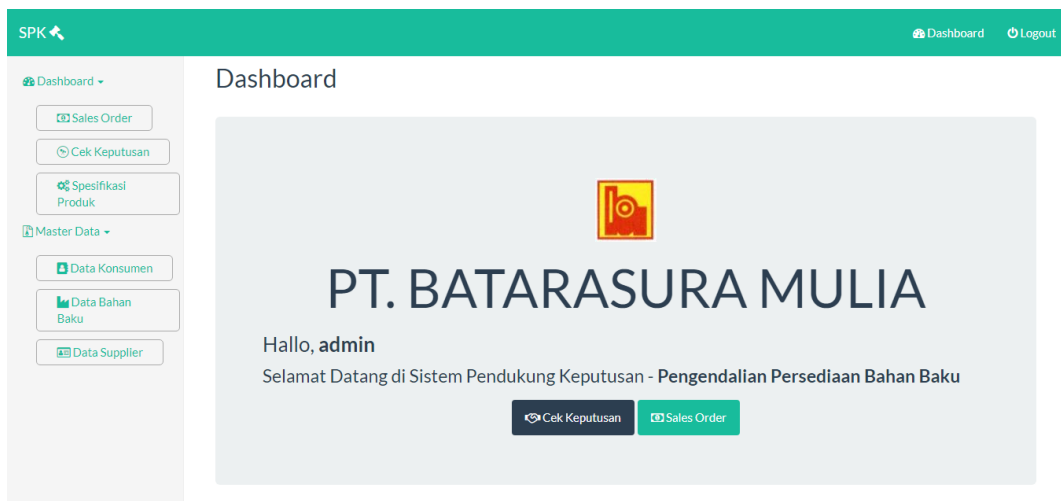 SPK
Dashboard
Logout
Dashboard
Sales Order
Cek Keputusan
Spesifikasi
Produk
Master Data
Data Konsumen
Data Bahan
Baku
Data Supplier
Dashboard
PT. BATARASURA MULIA
Hallo, admin
Selamat Datang di Sistem Pendukung Keputusan - Pengendalian Persediaan Bahan Baku
Cek Keputusan
Sales Order